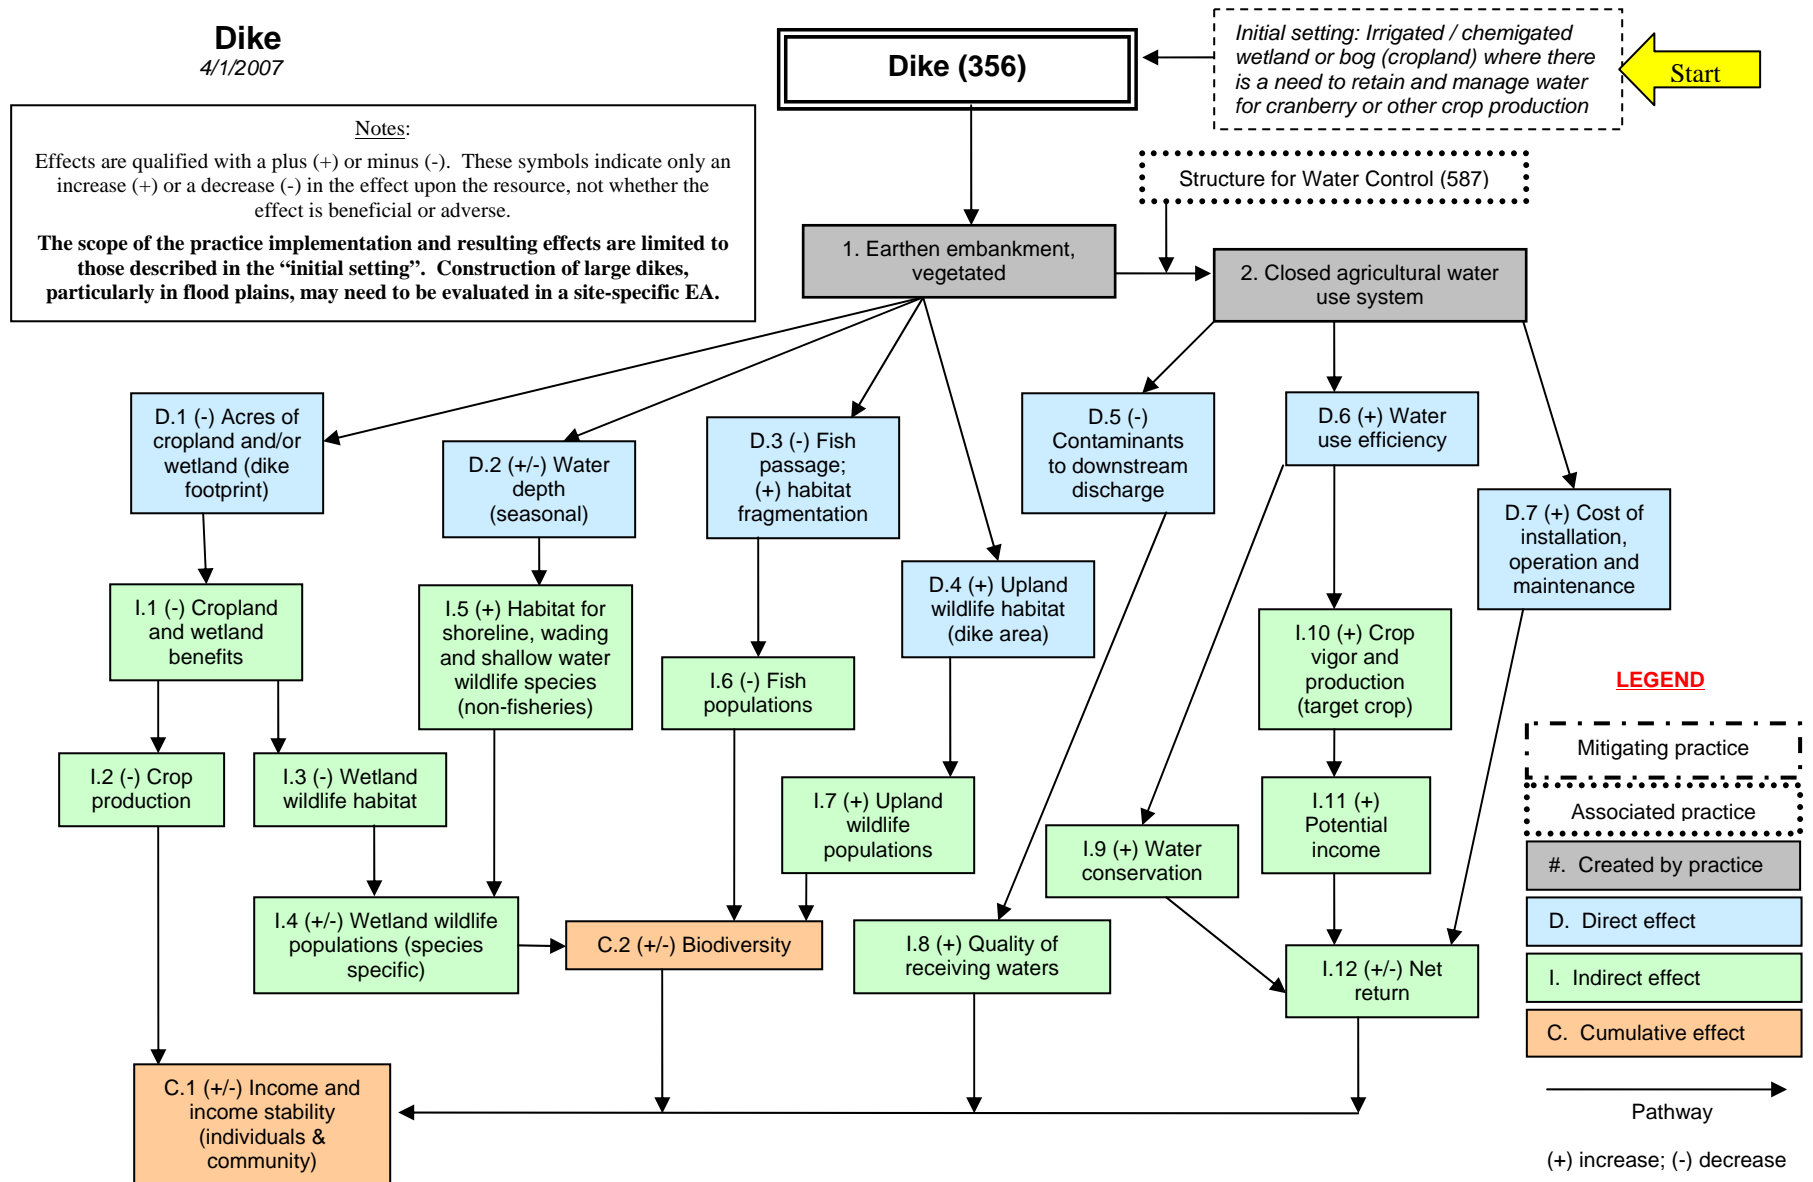 Dike
4/1/2007
Dike (356)
Initial setting: Irrigated / chemigated
wetland or bog (cropland) where there
is a need to retain and manage water
for cranberry or other crop production
Start
Notes:
Effects are qualified with a plus (+) or minus (-). These symbols indicate only an
increase (+) or a decrease (-) in the effect upon the resource, not whether the
effect is beneficial or adverse.
The scope of the practice implementation and resulting effects are limited to
those described in the “initial setting”. Construction of large dikes,
particularly in flood plains, may need to be evaluated in a site-specific EA.
Structure for Water Control (587)
1. Earthen embankment,
vegetated
2. Closed agricultural water
use system
D.1 (-) Acres of
cropland and/or
wetland (dike
footprint)
D.2 (+/-) Water
depth
(seasonal)
D.3 (-) Fish
passage;
(+) habitat
fragmentation
D.4 (+) Upland
wildlife habitat
(dike area)
D.5 (-)
Contaminants
to downstream
discharge
D.6 (+) Water
use efficiency
D.7 (+) Cost of
installation,
operation and
maintenance
I.1 (-) Cropland
and wetland
benefits
I.5 (+) Habitat for
shoreline, wading
and shallow water
wildlife species
(non-fisheries)
I.6 (-) Fish
populations
I.10 (+) Crop
vigor and
production
(target crop)
I.2 (-) Crop
production
I.3 (-) Wetland
wildlife habitat
I.7 (+) Upland
wildlife
populations
I.9 (+) Water
conservation
I.11 (+)
Potential
income
I.4 (+/-) Wetland wildlife
populations (species
specific)
C.2 (+/-) Biodiversity
I.8 (+) Quality of
receiving waters
I.12 (+/-) Net
return
C.1 (+/-) Income and
income stability
(individuals &
community)
LEGEND
Mitigating practice
Associated practice
#. Created by practice
D. Direct effect
I. Indirect effect
C. Cumulative effect
Pathway
(+) increase; (-) decrease